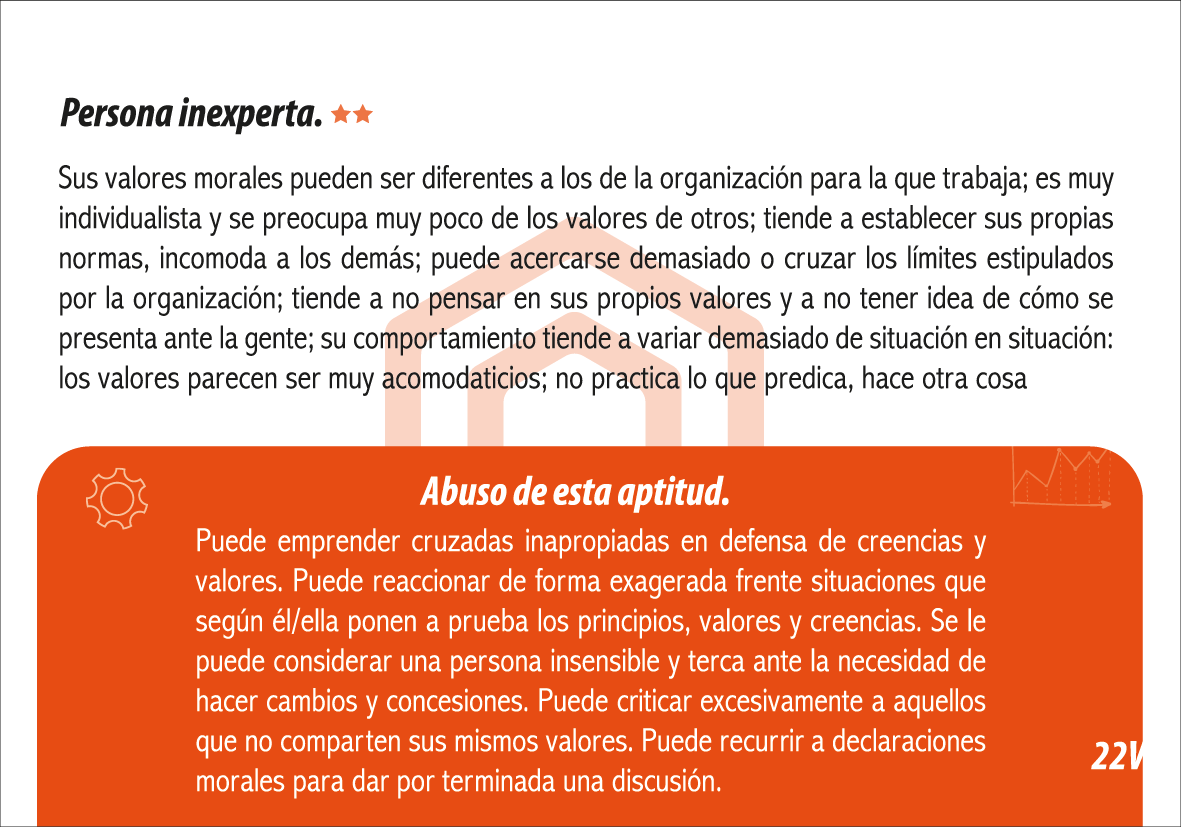 Persona inexperta.
Sus valores morales pueden ser diferentes a los de la organización para la que trabaja; es muy
individualista y se preocupa muy poco de los valores de otros; tiende a establecer sus propias
normas, incomoda a los demás; puede acercarse demasiado o cruzar los límites estipulados
por la organización; tiende a no pensar en sus propios valores y a no tener idea de cómo se
presenta ante la gente; su comportamiento tiende a variar demasiado de situación en situación:
los valores parecen ser muy acomodaticios; no practica lo que predica, hace otra cosa
Abuso de esta aptitud.
Puede emprender cruzadas inapropiadas en defensa de creencias y
valores. Puede reaccionar de forma exagerada frente situaciones que
según él/ella ponen a prueba los principios, valores y creencias. Se le
puede considerar una persona insensible y terca ante la necesidad de
hacer cambios y concesiones. Puede criticar excesivamente a aquellos
que no comparten sus mismos valores. Puede recurrir a declaraciones
morales para dar por terminada una discusión.
22V